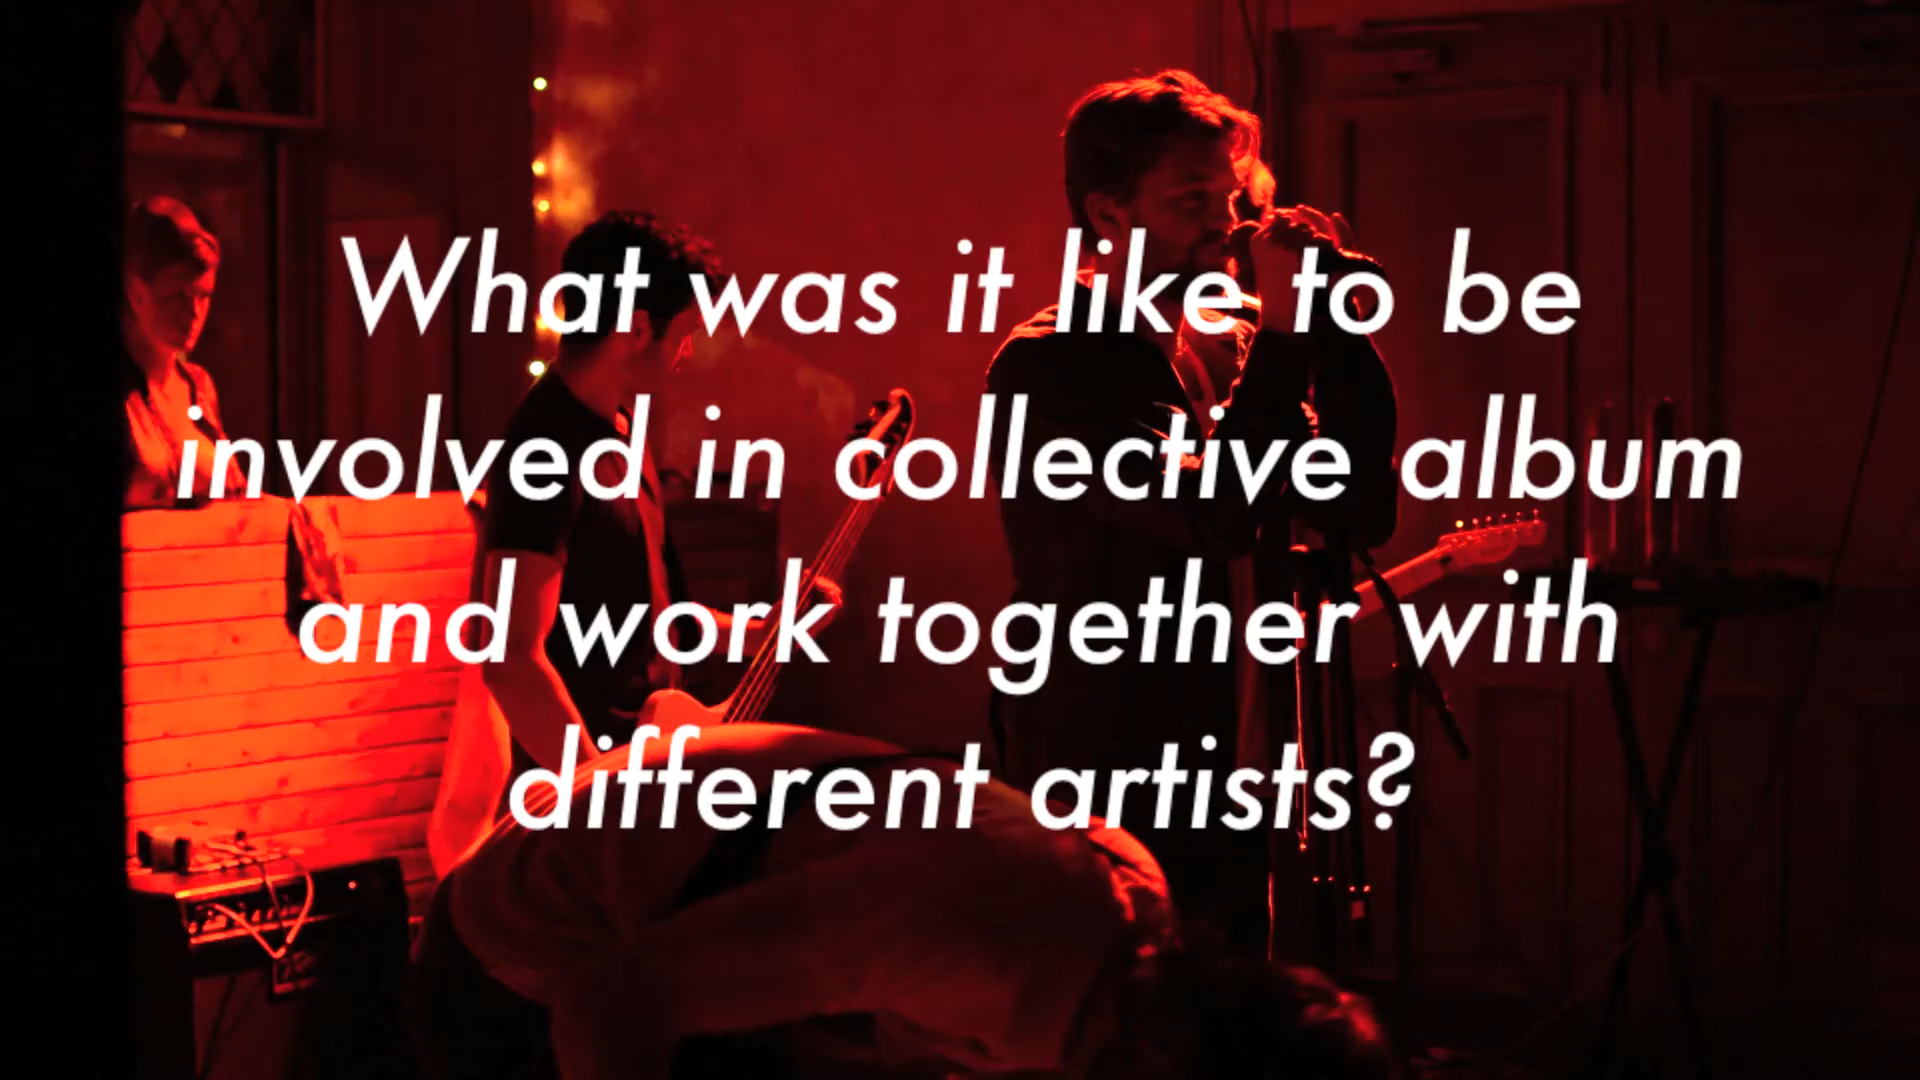 What was it like to be
involved in collective album
and work together with
different artists?